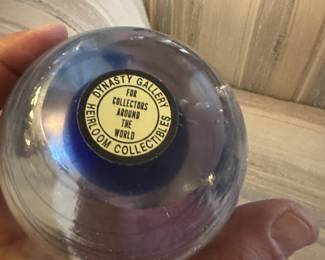 DYNASTY GALLERY
FOR
COLLECTORS
AROUND
THE
WORLD
HEIRLOOM COLLECTIBLES